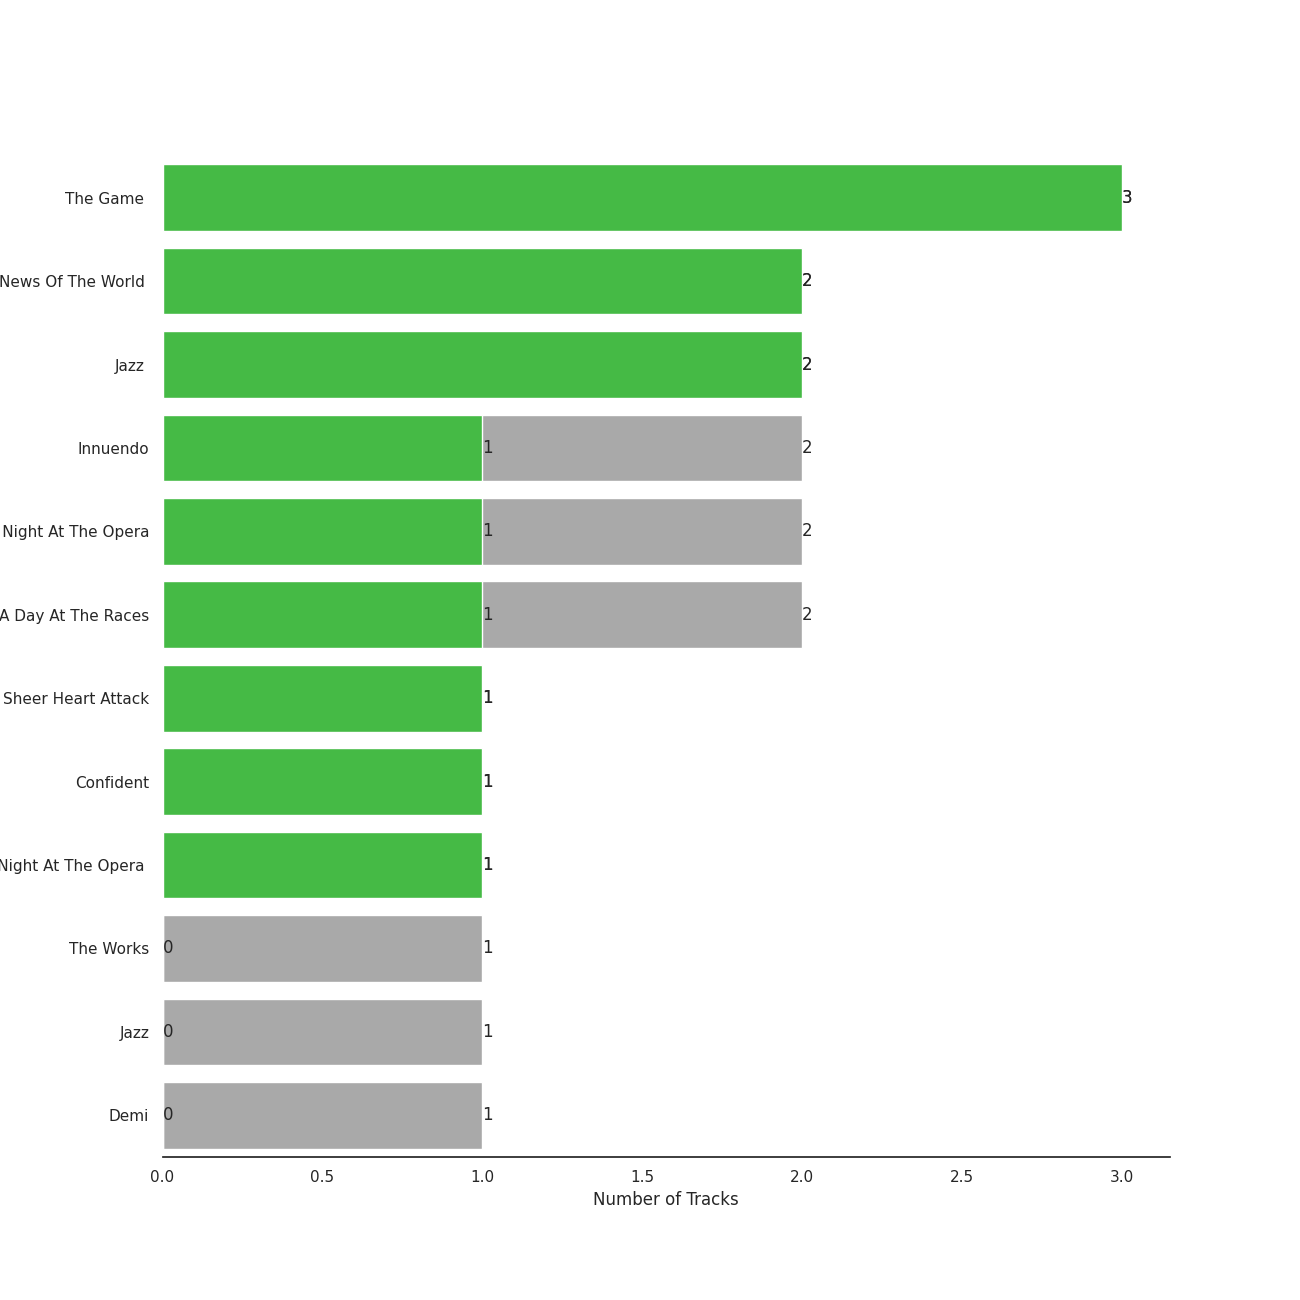 The Game 3
News Of The World 2
Jazz 2
Innuendo 1 2
Night At The Opera 1 2
A Day At The Races 1 2
Sheer Heart Attack 1
Confident 1
Night At The Opera 1
The Works 0 1
Jazz 0 1
Demi 0 1
0.0 0.5 1.0 1.5 2.0 2.5 3.0
Number of Tracks